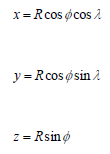 x = R cos ϕ cos λ
y = R cos ϕ sin λ
z = R sin ϕ